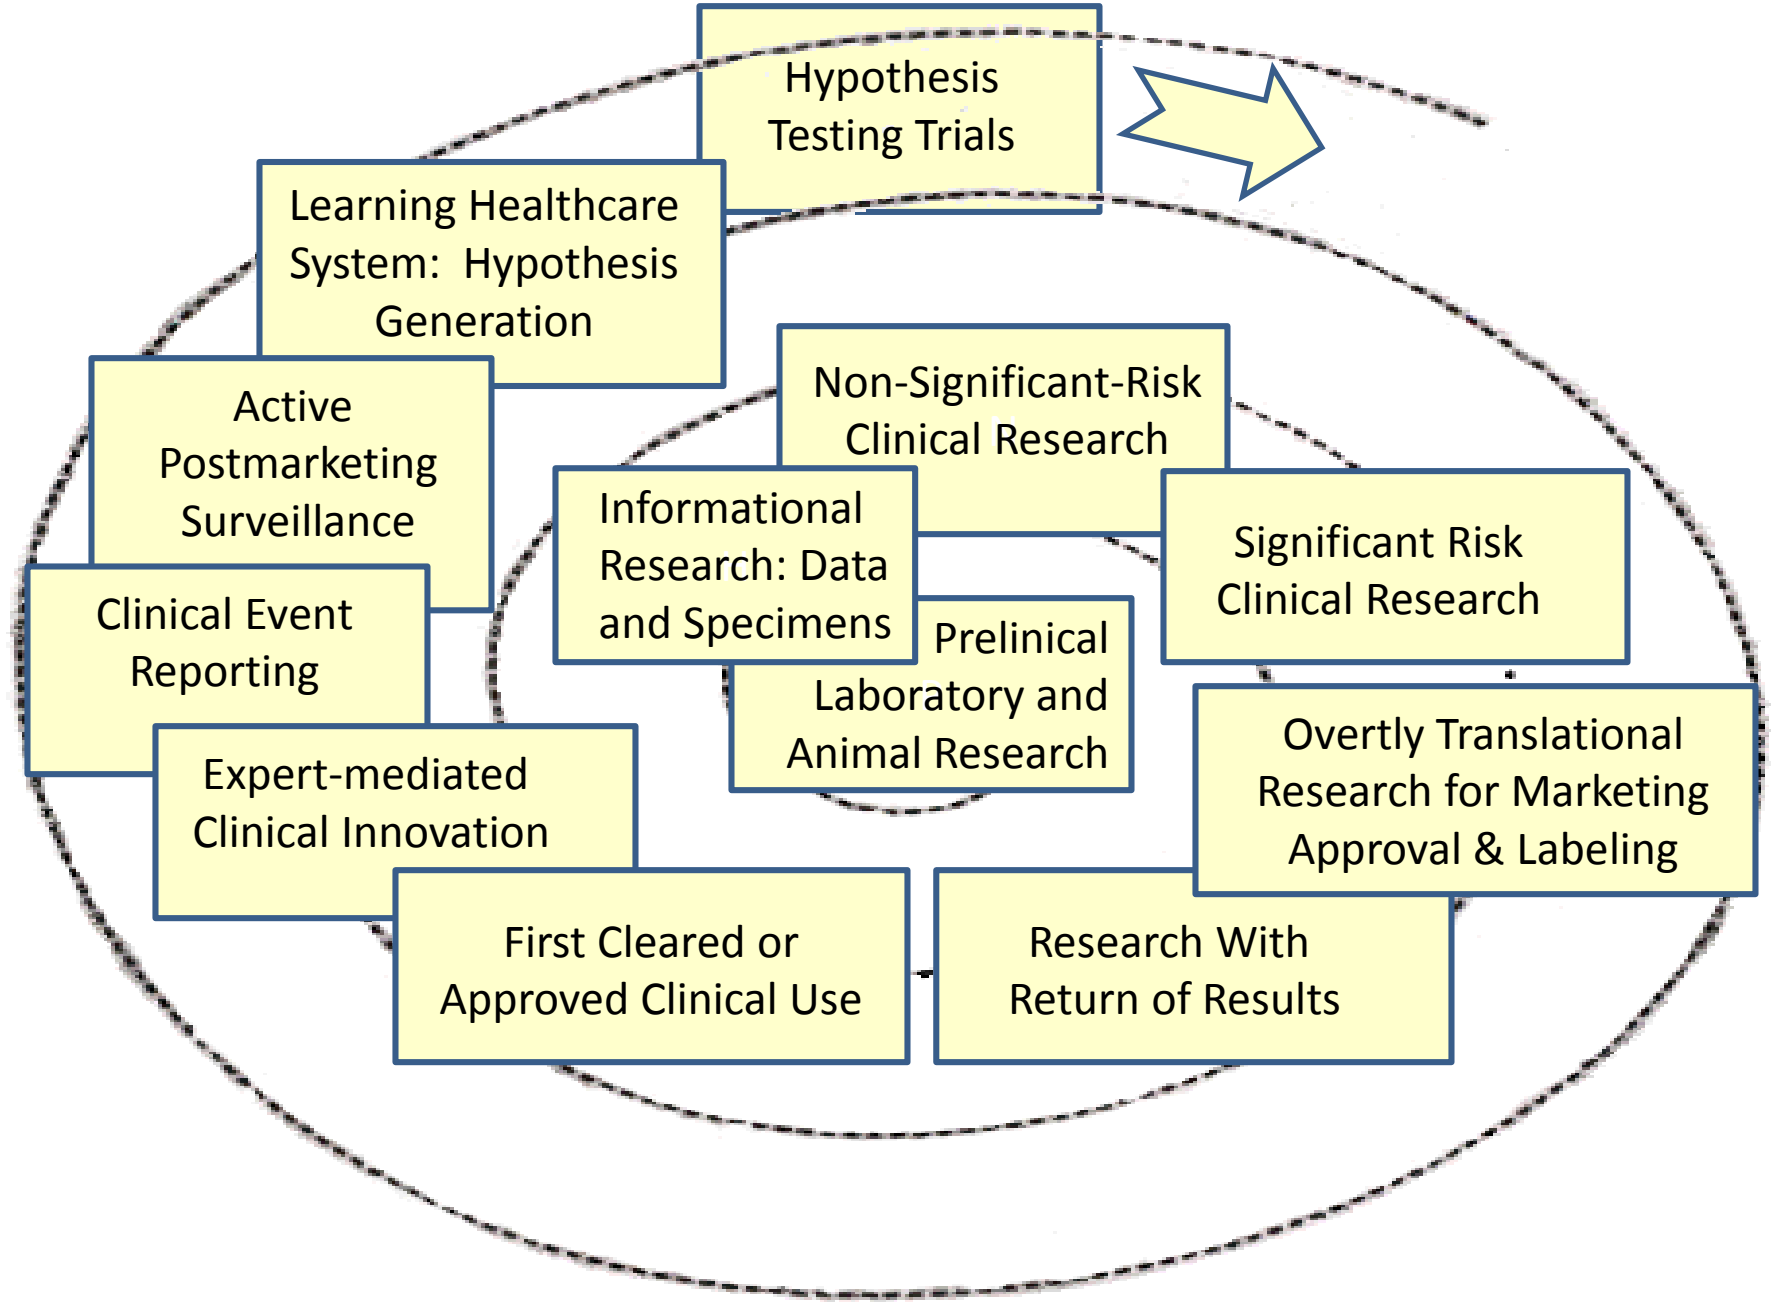 Hypothesis
Testing Trials
Learning Healthcare
System:  Hypothesis
Generation
Active
Postmarketing
Surveillance
Clinical Event
Reporting
Expert-mediated
Clinical Innovation
First Cleared or
Approved Clinical Use
Research With
Return of Results
Overtly Translational
Research for Marketing
Approval & Labeling
Significant Risk
Clinical Research
Non-Significant-Risk
Clinical Research
Informational
Research: Data
and Specimens
Prelinical
Laboratory and
Animal Research